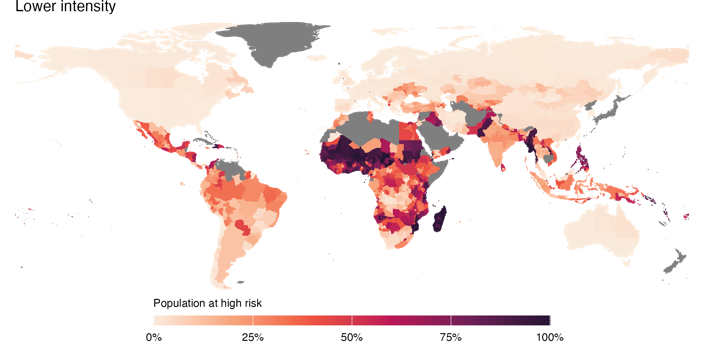 Lower intensity
Population at high risk
0% 25% 50% 75% 100%